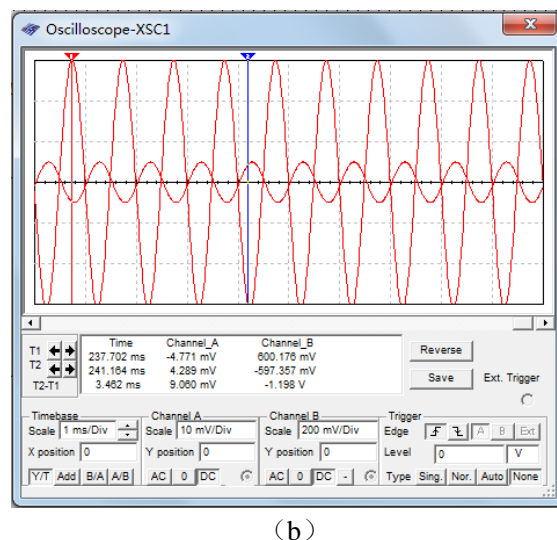 Oscilloscope-XSC1
1
2
Time Channel_A Channel_B
T1 237.702 ms -4.771 mV 600.176 mV
T2 241.164 ms 4.289 mV -597.357 mV
T2-T1 3.462 ms 9.060 mV -1.198 V
Reverse
Save
Ext. Trigger
Timebase
Scale 1 ms/Div
X position 0
Y/T Add B/A A/B
Channel A
Scale 10 mV/Div
Y position 0
AC 0 DC
Channel B
Scale 200 mV/Div
Y position 0
AC 0 DC -
Trigger
Edge A B Ext
Level 0 V
Type Sing. Nor. Auto None
(b)